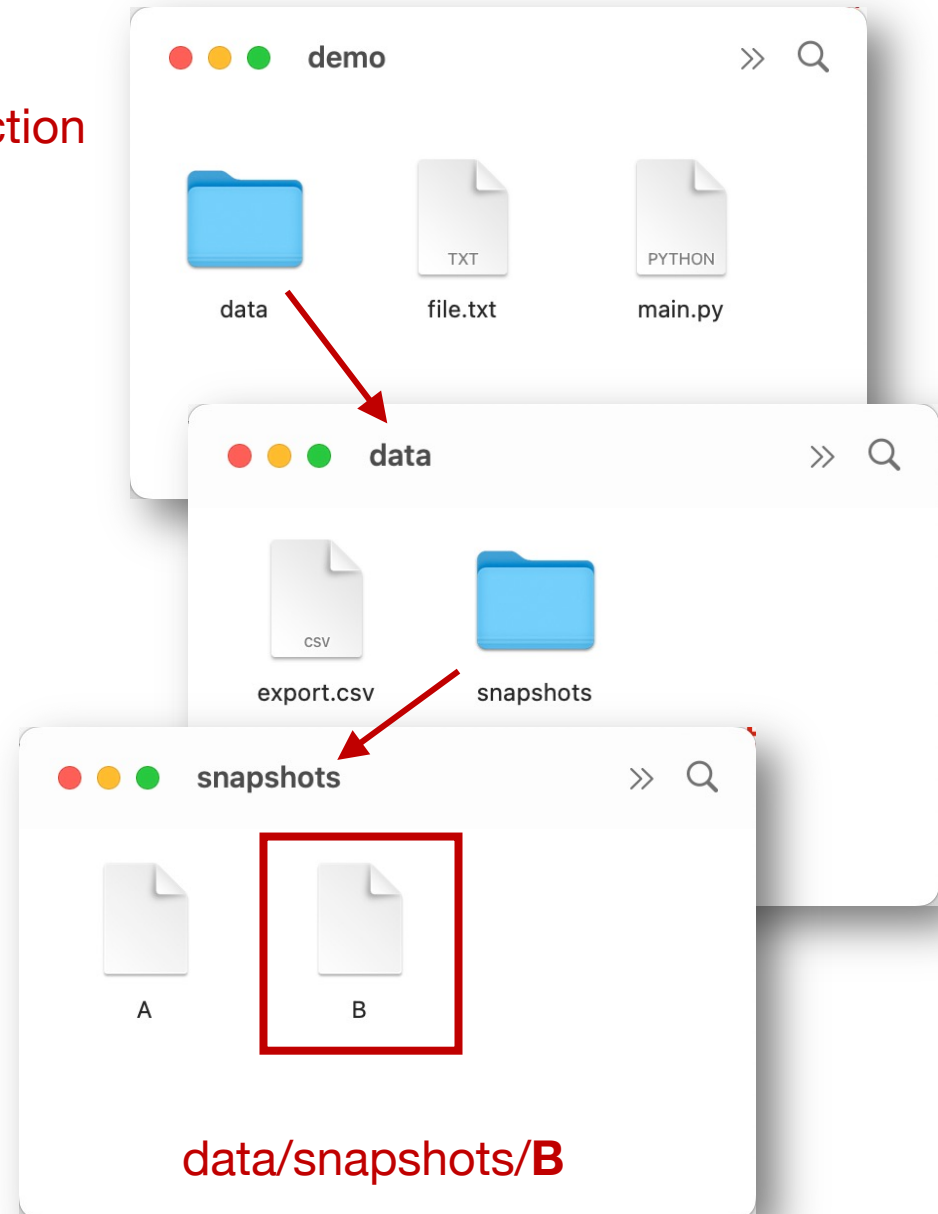 demo
ction
TXT
PYTHON
data
file.txt
main.py
data
CSV
export.csv
snapshots
snapshots
A
B
data/snapshots/B